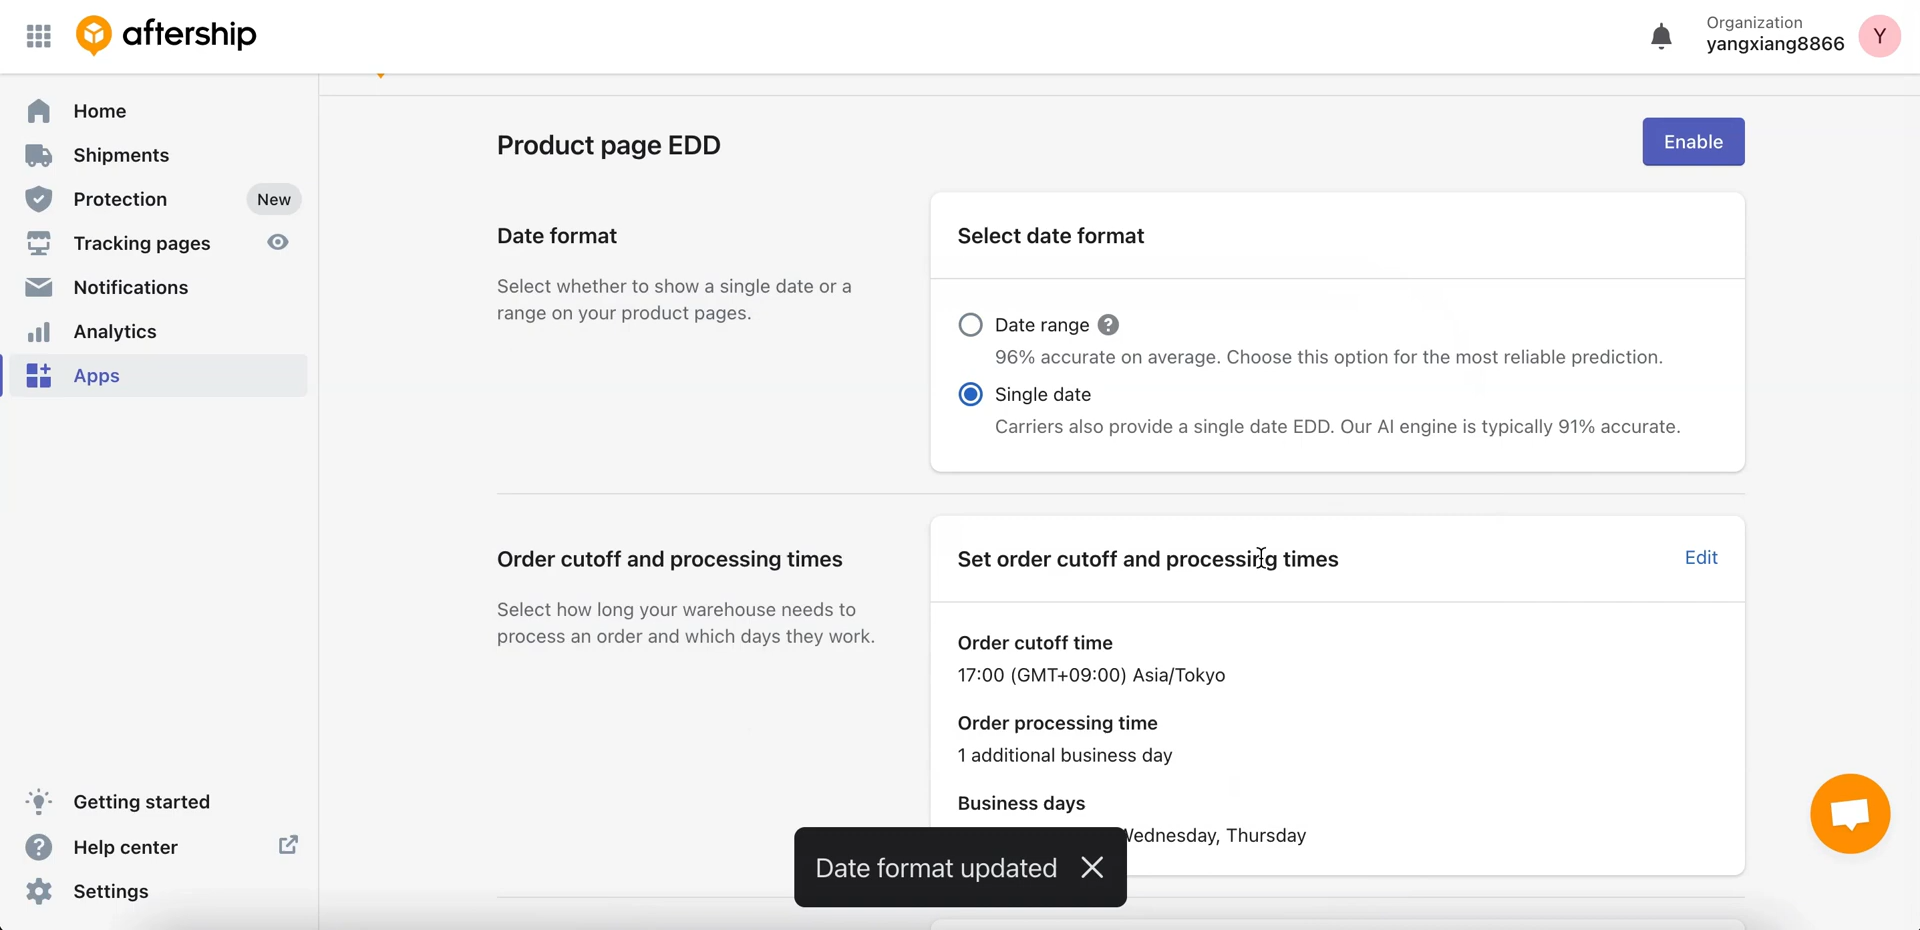 aftership
Organization
yangxiang8866
Y
Home
Shipments
Protection New
Tracking pages
Notifications
Analytics
Apps
Getting started
Help center
Settings
Product page EDD
Enable
Date format
Select whether to show a single date or a
range on your product pages.
Select date format
Date range ?
96% accurate on average. Choose this option for the most reliable prediction.
Single date
Carriers also provide a single date EDD. Our AI engine is typically 91% accurate.
Order cutoff and processing times
Select how long your warehouse needs to
process an order and which days they work.
Set order cutoff and processing times
Edit
Order cutoff time
17:00 (GMT+09:00) Asia/Tokyo
Order processing time
1 additional business day
Business days
Wednesday, Thursday
Date format updated